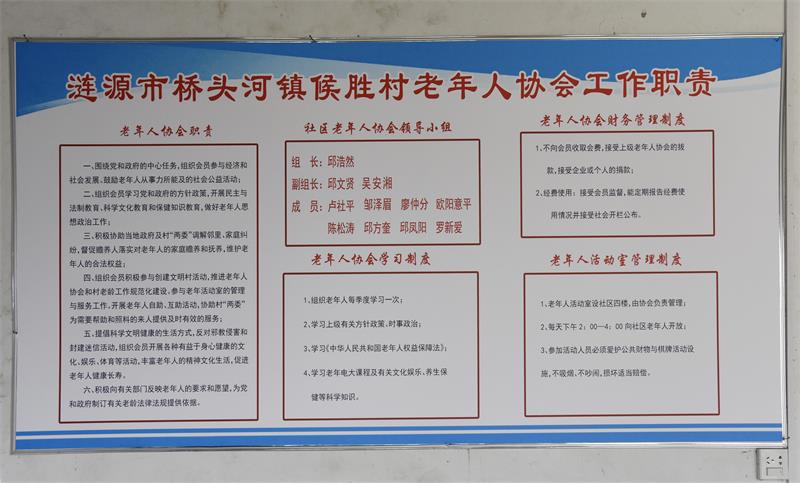 涟源市桥头河镇候胜村老年人协会工作职责
老年人协会职责
一、围绕党和政府的中心任务,组织会员参与经济和
社会发展、鼓励老年人从事力所能及的社会公益活动;
二、组织会员学习党和政府的方针政策,开展民主与
法制教育、科学文化教育和保健知识教育,做好老年人思
想政治工作;
三、积极协助当地政府及村“两委”调解邻里、家庭纠
纷,督促赡养人落实对老年人的家庭赡养和抚养,维护老
年人的合法权益;
四、组织会员积极参与创建文明村活动,推进老年人
协会和村老龄工作规范化建设、参与老年活动室的管理
与服务工作,开展老年人自助、互助活动,协助村“两委”
为需要帮助和照料的来人提供及时有效的服务;
五、提倡科学文明健康的生活方式,反对邪教侵害和
封建迷信活动,组织会员开展各种有益于身心健康的文
化、娱乐、体育等活动,丰富老年人的精神文化生活,促进
老年人健康长寿。
六、积极向有关部门反映老年人的要求和愿望,为党
和政府制订有关老龄法律法规提供依据。
社区老年人协会领导小组
组 长:邱浩然
副组长:邱文贤 吴安湘
成 员:卢社平 邹泽眉 廖仲分 欧阳意平
陈松涛 邱方奎 邱凤阳 罗新爱
老年人协会学习制度
1、组织老年人每季度学习一次;
2、学习上级有关方针政策、时事政治;
3、学习《中华人民共和国老年人权益保障法》;
4、学习老年电大课程及有关文化娱乐、养生保
健等科学知识。
老年人协会财务管理制度
1、不向会员收取会费,接受上级老年人协会的拨
款,接受企业或个人的捐款;
2、经费使用:接受会员监督,能定期报告经费使
用情况并接受社会开栏公布。
老年人活动室管理制度
1、老年人活动室设社区四楼,由协会负责管理;
2、每天下午2:00—4:00向社区老年人开放;
3、参加活动人员必须爱护公共财物与棋牌活动设
施,不吸烟、不吵闹,损坏适当赔偿。